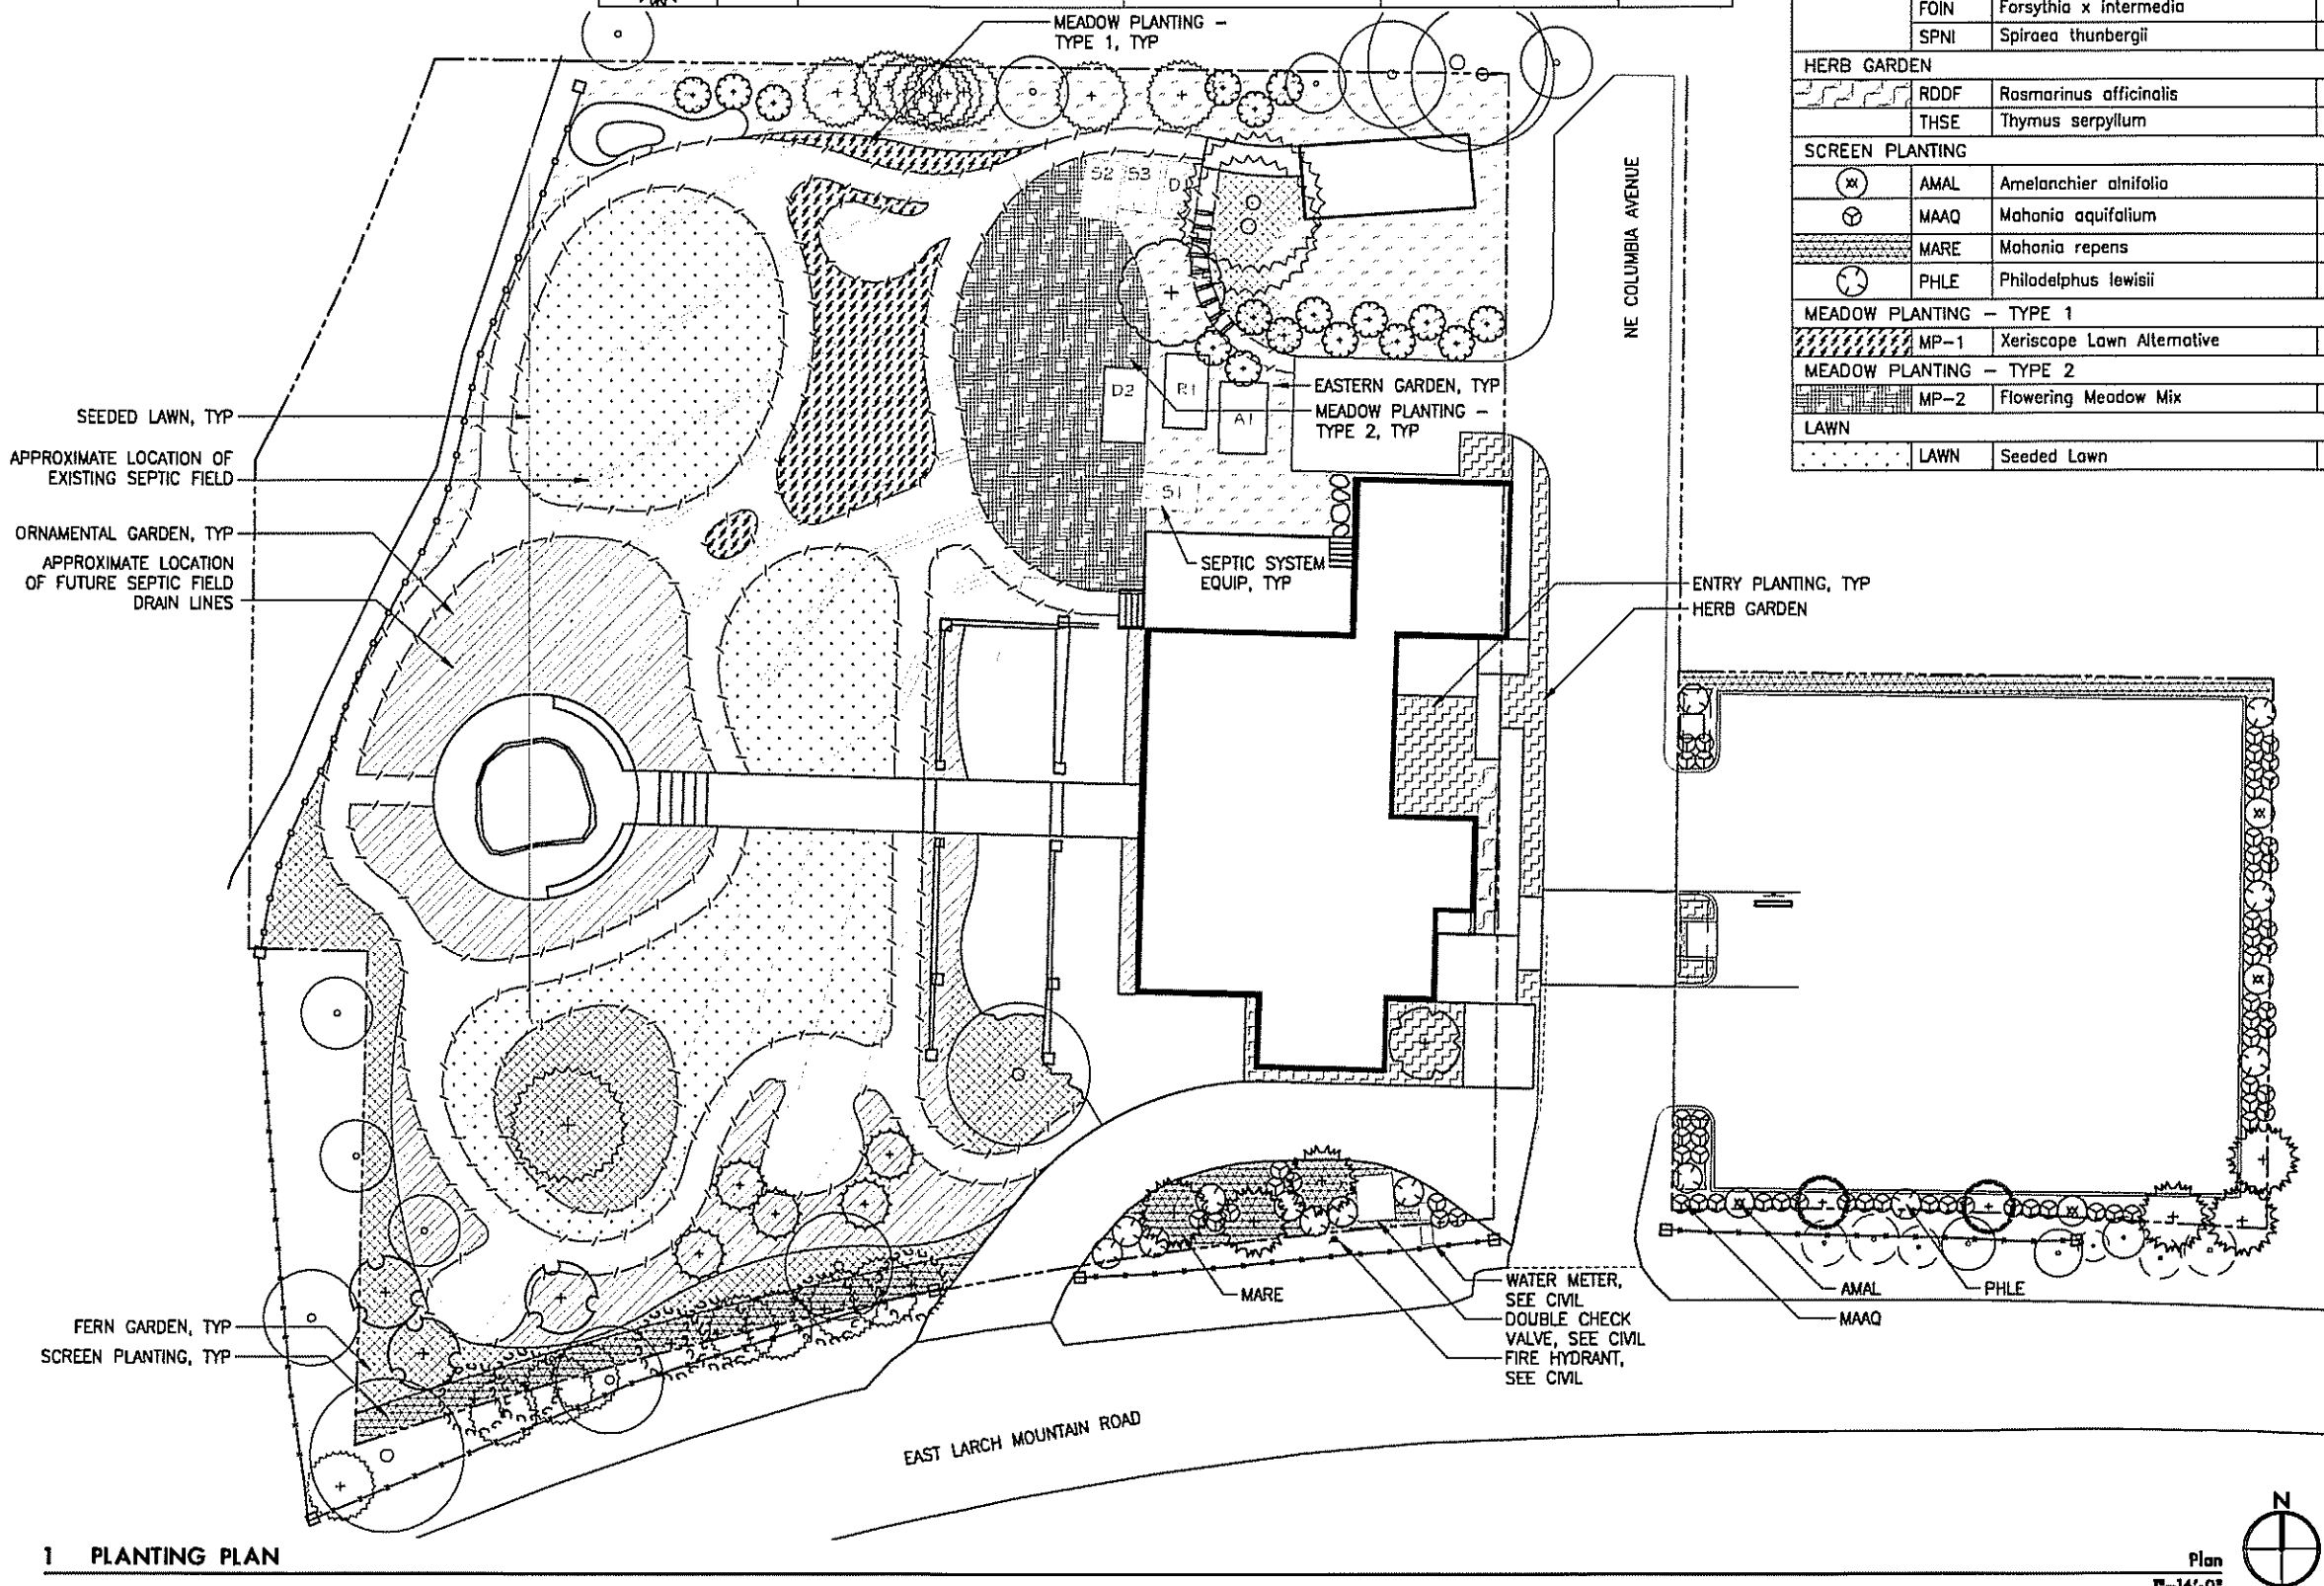 MEADOW PLANTING -
TYPE 1, TYP
FOIN Forsythia x intermedia
SPNI Spiraea thunbergii
HERB GARDEN
RDDF Rosmarinus officinalis
THSE Thymus serpyllum
SCREEN PLANTING
AMAL Amelanchier alnifolia
MAAQ Mahonia aquifolium
MARE Mahonia repens
PHLE Philadelphus lewisii
MEADOW PLANTING - TYPE 1
MP-1 Xeriscape Lawn Alternative
MEADOW PLANTING - TYPE 2
MP-2 Flowering Meadow Mix
LAWN
LAWN Seeded Lawn
NE COLUMBIA AVENUE
S2 S3
D2 R1 A1
EASTERN GARDEN, TYP
MEADOW PLANTING -
TYPE 2, TYP
SEEDED LAWN, TYP
APPROXIMATE LOCATION OF
EXISTING SEPTIC FIELD
S1
ORNAMENTAL GARDEN, TYP
APPROXIMATE LOCATION
OF FUTURE SEPTIC FIELD
DRAIN LINES
SEPTIC SYSTEM
EQUIP, TYP
ENTRY PLANTING, TYP
HERB GARDEN
MARE
WATER METER,
SEE CIVIL
DOUBLE CHECK
VALVE, SEE CIVIL
FIRE HYDRANT,
SEE CIVIL
AMAL
PHLE
MAAQ
FERN GARDEN, TYP
SCREEN PLANTING, TYP
EAST LARCH MOUNTAIN ROAD
N
1 PLANTING PLAN
Plan